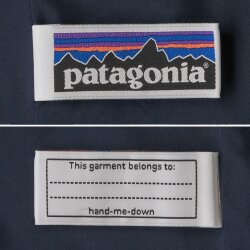 patagonia®
This garment belongs to:
hand-me-down